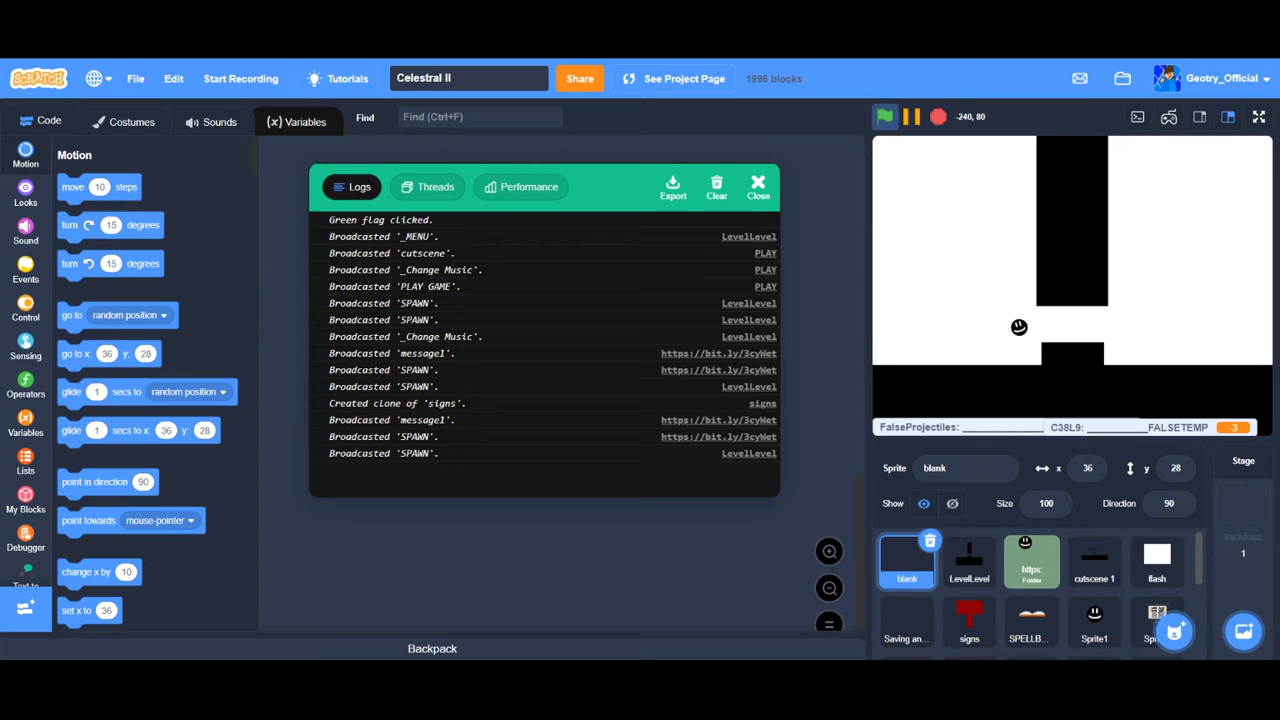 SCRATCH File Edit Start Recording Tutorials Celestral II Share See Project Page 1996 blocks Geotry_Official
Code Costumes Sounds (x) Variables Find Find (Ctrl+F) -240, 80
Motion
Looks
Sound
Events
Control
Sensing
Operators
Variables
Lists
My Blocks
Debugger
Text to
Motion
move 10 steps
turn 15 degrees
turn 15 degrees
go to random position
go to x: 36 y: 28
glide 1 secs to random position
glide 1 secs to x: 36 y: 28
point in direction 90
point towards mouse-pointer
change x by 10
set x to 36
Logs Threads Performance Export Clear Close
Green flag clicked.
Broadcasted '_MENU'. LevelLevel
Broadcasted 'cutscene'. PLAY
Broadcasted '_Change Music'. PLAY
Broadcasted 'PLAY GAME'. PLAY
Broadcasted 'SPAWN'. LevelLevel
Broadcasted 'SPAWN'. LevelLevel
Broadcasted '_Change Music'. LevelLevel
Broadcasted 'message1'. https://bit.ly/3cyWet
Broadcasted 'SPAWN'. https://bit.ly/3cyWet
Broadcasted 'SPAWN'. LevelLevel
Created clone of 'signs'. signs
Broadcasted 'message1'. https://bit.ly/3cyWet
Broadcasted 'SPAWN'. https://bit.ly/3cyWet
Broadcasted 'SPAWN'. LevelLevel
Backpack
FalseProjectiles: C38L9: FALSETEMP -3
Sprite blank x 36 y 28
Show Size 100 Direction 90
blank LevelLevel https: Folder cutscene 1 flash
Saving an... signs SPELLB... Sprite1
Stage
Backdrops
1